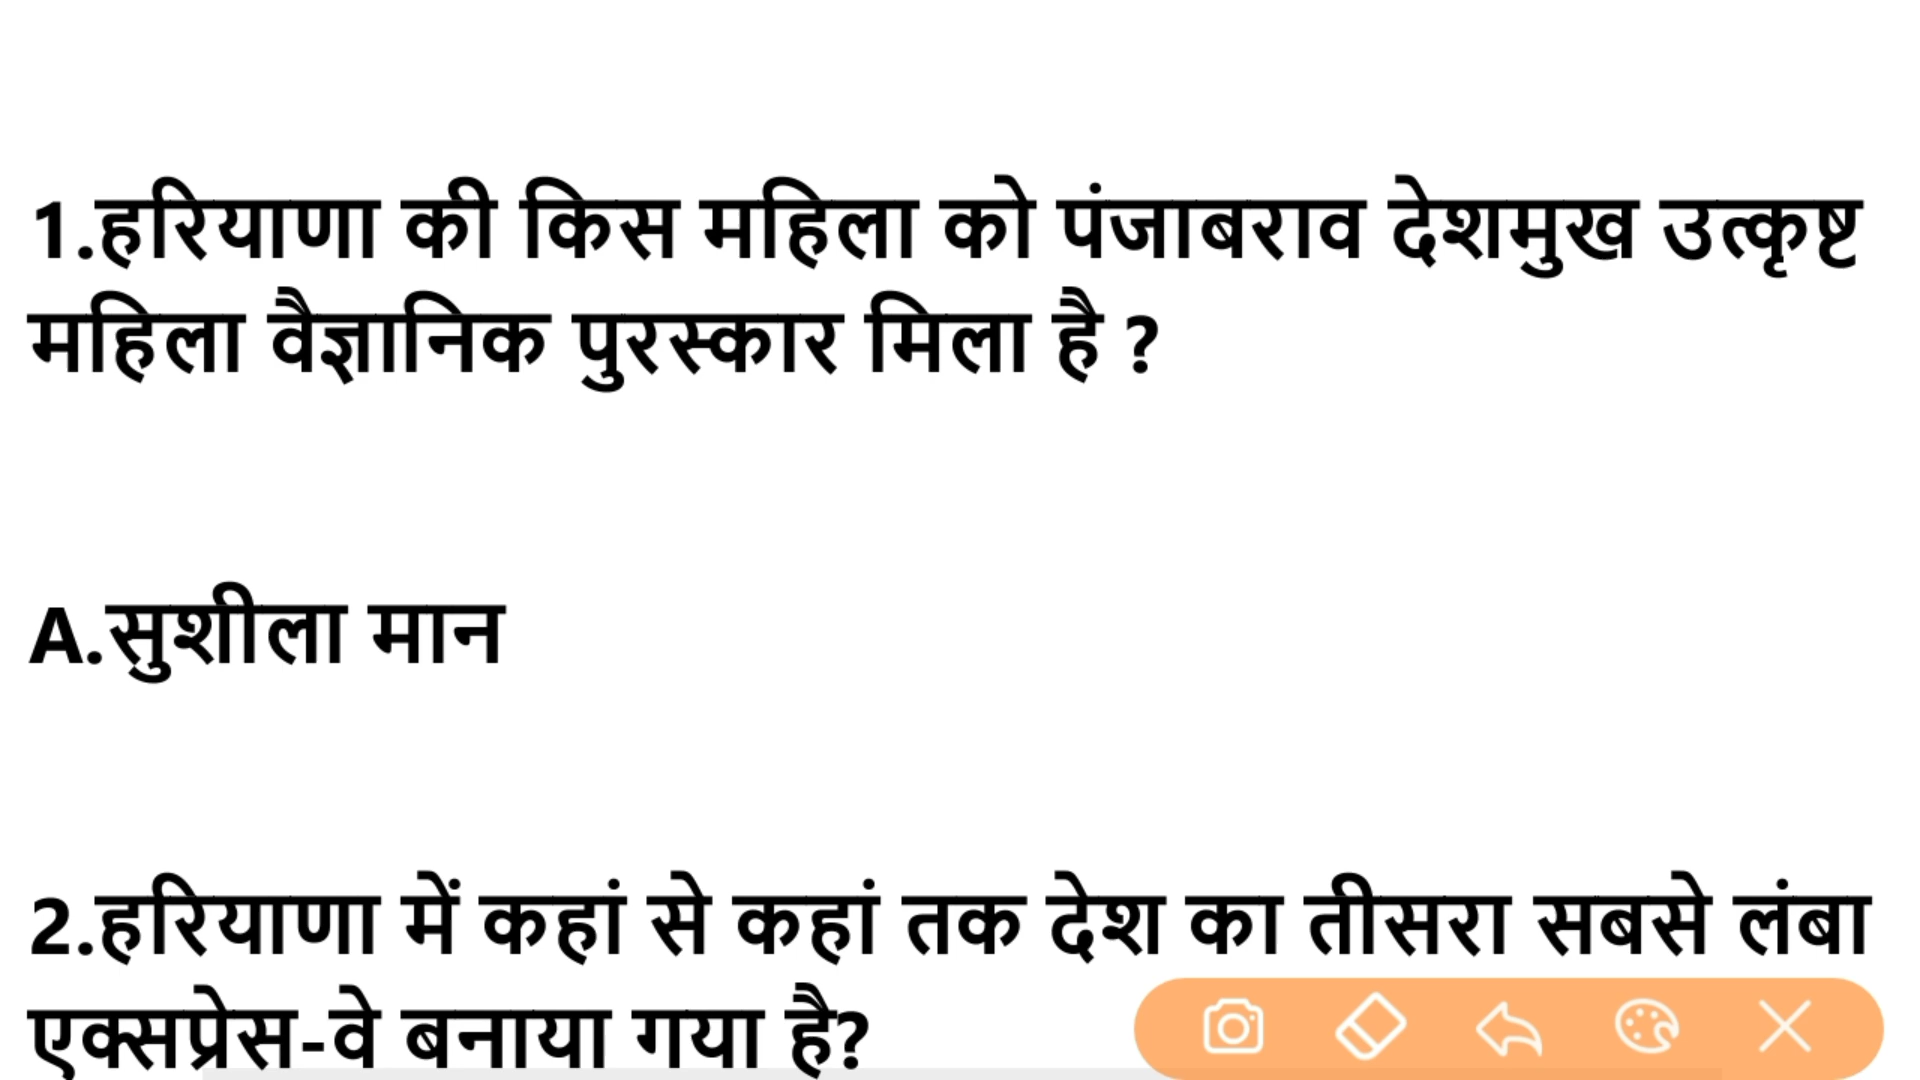 1.हरियाणा की किस महिला को पंजाबराव देशमुख उत्कृष्ट
महिला वैज्ञानिक पुरस्कार मिला है ?
A.सुशीला मान
2.हरियाणा में कहां से कहां तक देश का तीसरा सबसे लंबा
एक्सप्रेस-वे बनाया गया है?